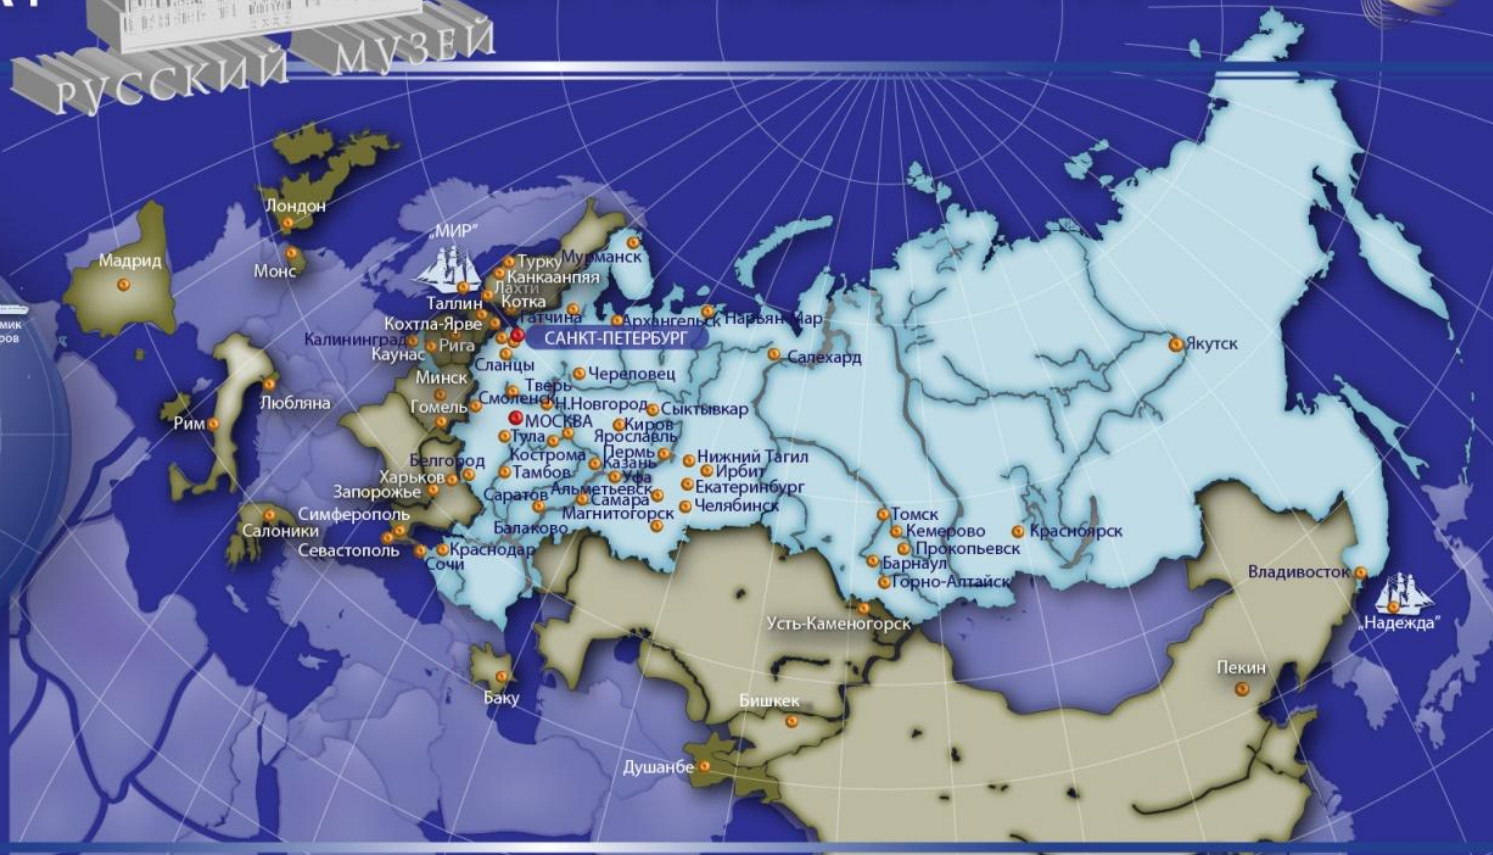 РУССКИЙ МУЗЕЙ
Лондон
„МИР"
Мадрид
Монс
Турку
Мурманск
Канкаанпяя
Лахти
Таллин
Котка
Гатчина
Архангельск
Нарьян-Мар
Кохтла-Ярве
Калининград
САНКТ-ПЕТЕРБУРГ
Каунас
Рига
Якутск
Салехард
Сланцы
Череповец
Минск
Тверь
Любляна
Гомель
Смоленск
Н.Новгород
Сыктывкар
Рим
МОСКВА
Киров
Тула
Ярославль
Кострома
Пермь
Нижний Тагил
Белгород
Казань
Ирбит
Харьков
Тамбов
Уфа
Запорожье
Саратов
Альметьевск
Екатеринбург
Самара
Челябинск
Симферополь
Магнитогорск
Томск
Салоники
Балаково
Кемерово
Красноярск
Севастополь
Краснодар
Прокопьевск
Сочи
Барнаул
Владивосток
Горно-Алтайск
Усть-Каменогорск
„Надежда"
Пекин
Баку
Бишкек
Душанбе